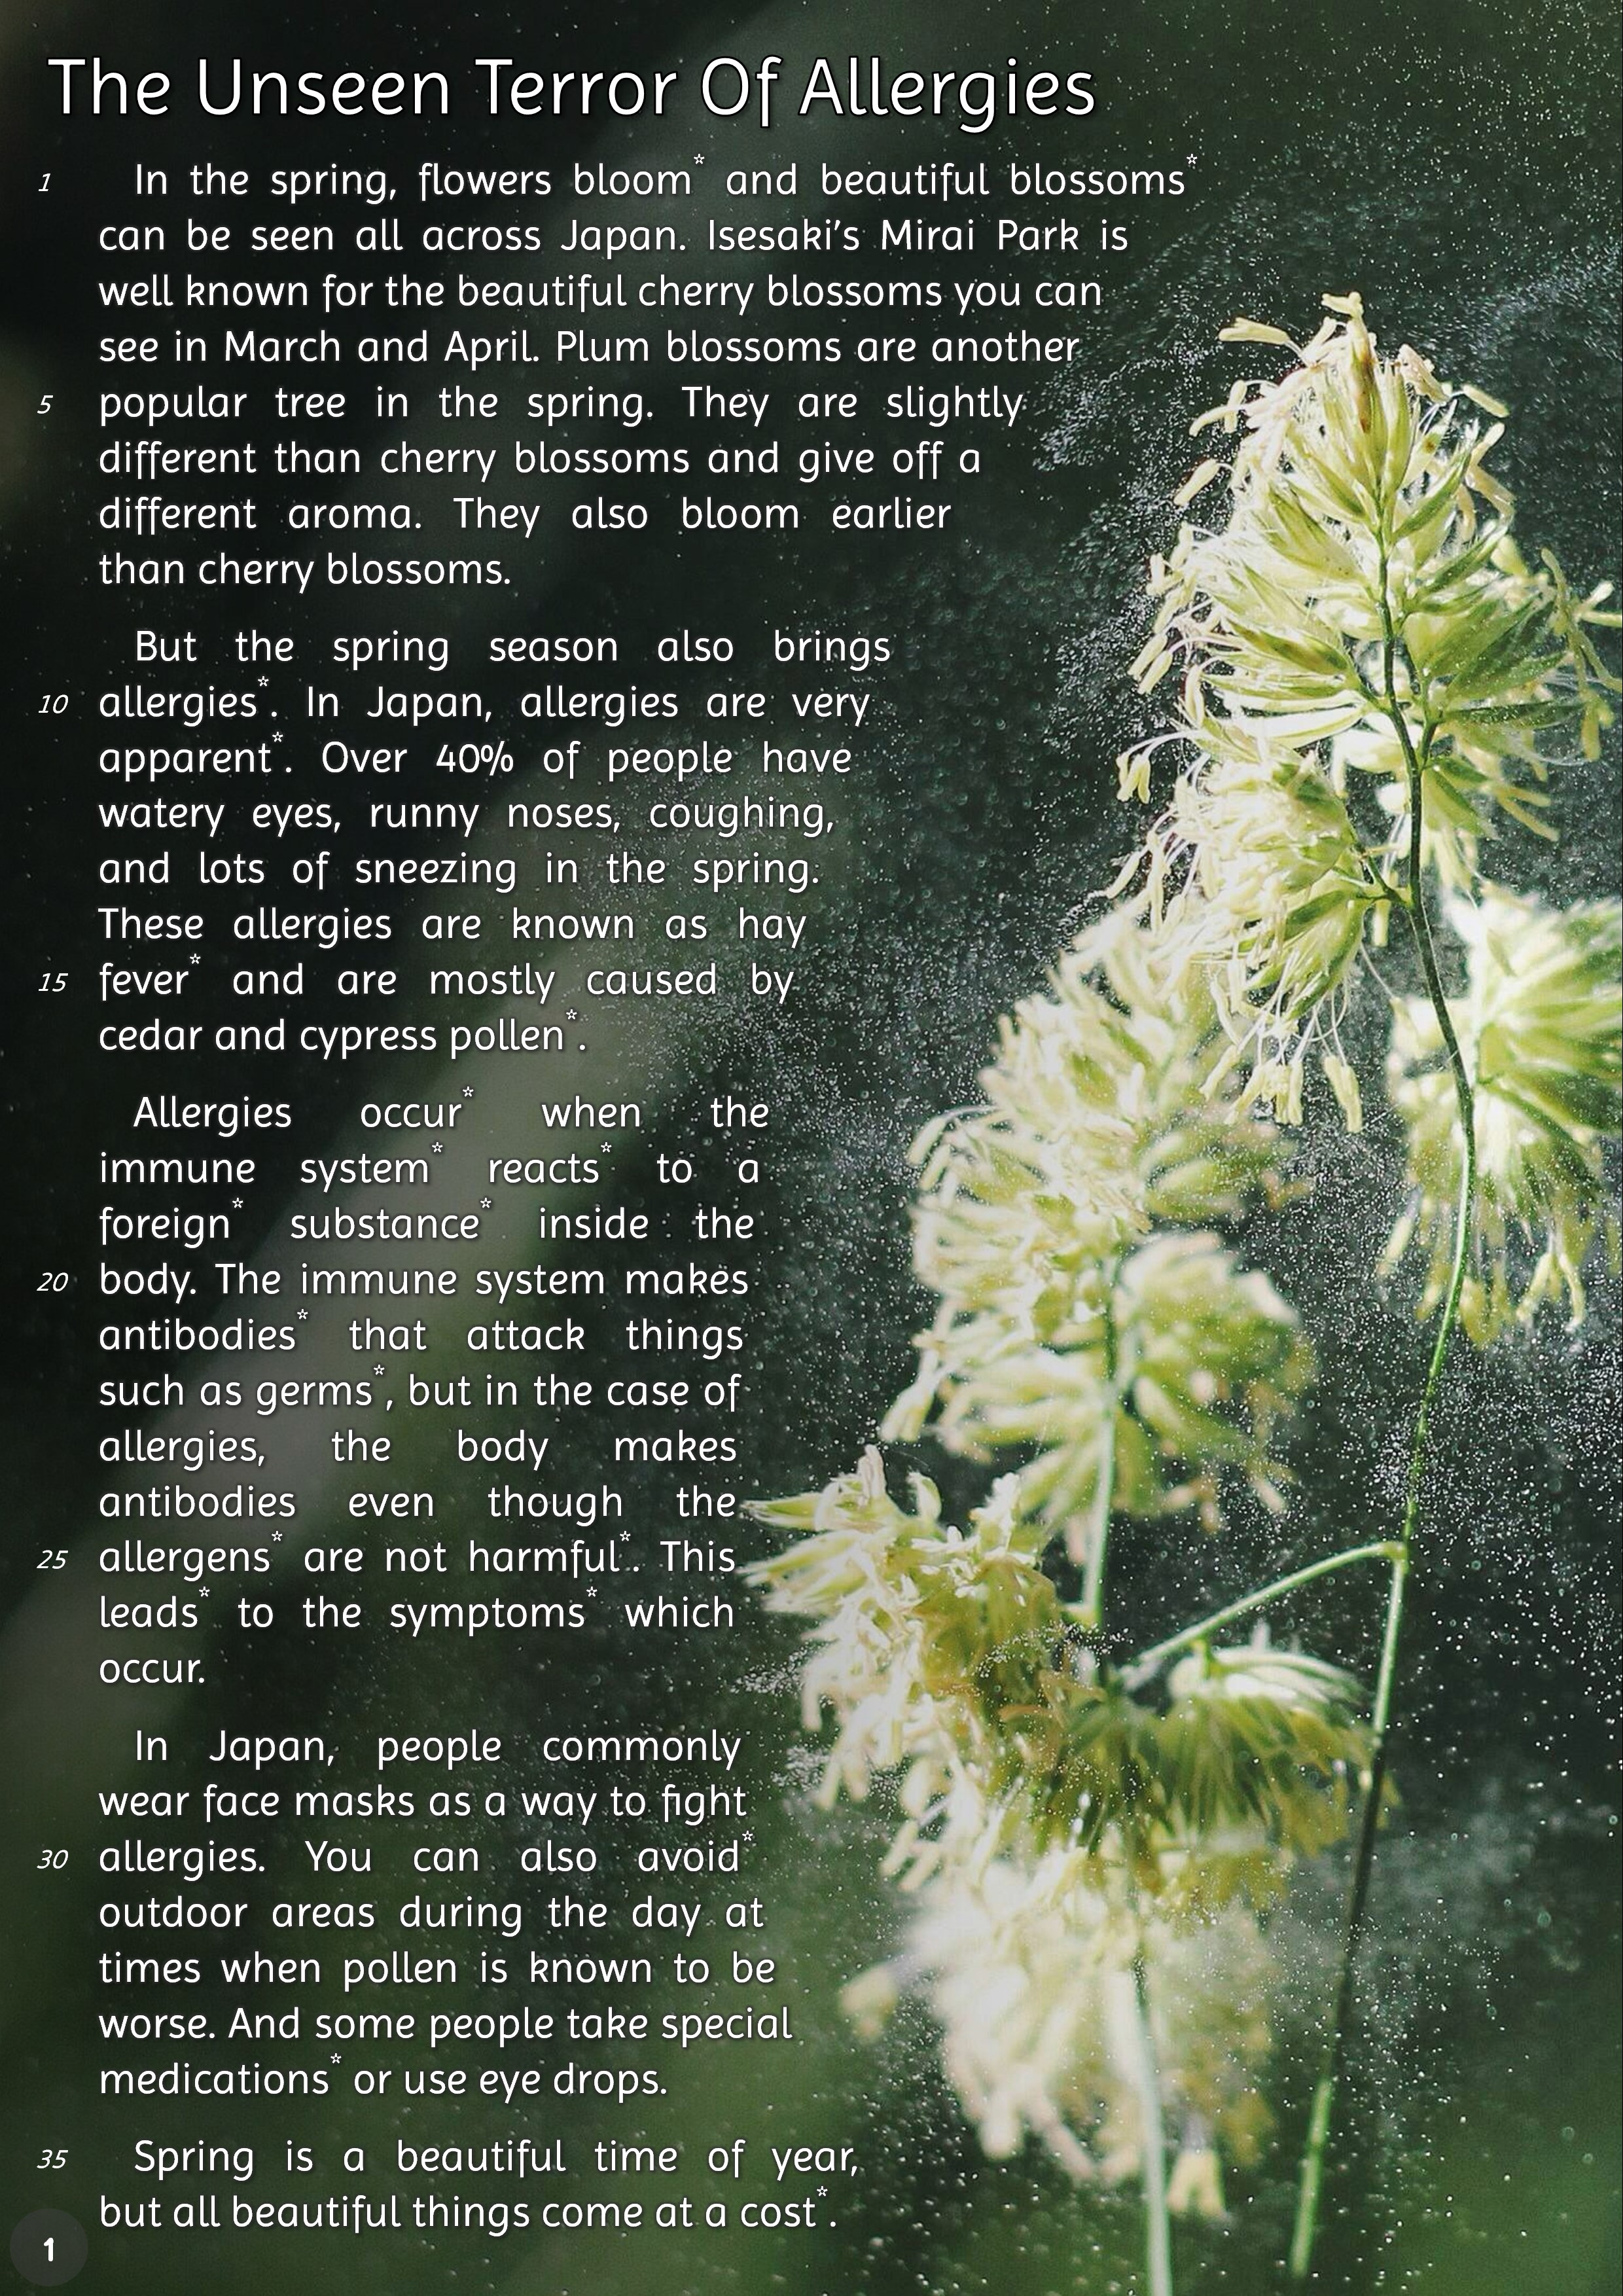 The Unseen Terror Of Allergies
1 In the spring, flowers bloom* and beautiful blossoms*
can be seen all across Japan. Isesaki's Mirai Park is
well known for the beautiful cherry blossoms you can
see in March and April. Plum blossoms are another
5 popular tree in the spring. They are slightly
different than cherry blossoms and give off a
different aroma. They also bloom earlier
than cherry blossoms.
But the spring season also brings
10 allergies*. In Japan, allergies are very
apparent*. Over 40% of people have
watery eyes, runny noses, coughing,
and lots of sneezing in the spring.
These allergies are known as hay
15 fever* and are mostly caused by
cedar and cypress pollen*.
Allergies occur* when the
immune system* reacts* to a
foreign* substance* inside the
20 body. The immune system makes
antibodies* that attack things
such as germs*, but in the case of
allergies, the body makes
antibodies even though the
25 allergens* are not harmful*. This
leads* to the symptoms* which
occur.
In Japan, people commonly
wear face masks as a way to fight
30 allergies. You can also avoid*
outdoor areas during the day at
times when pollen is known to be
worse. And some people take special
medications* or use eye drops.
35 Spring is a beautiful time of year,
but all beautiful things come at a cost*.
1